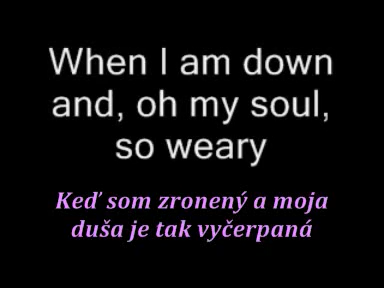 When I am down
and, oh my soul,
so weary
Keď som zronený a moja
duša je tak vyčerpaná